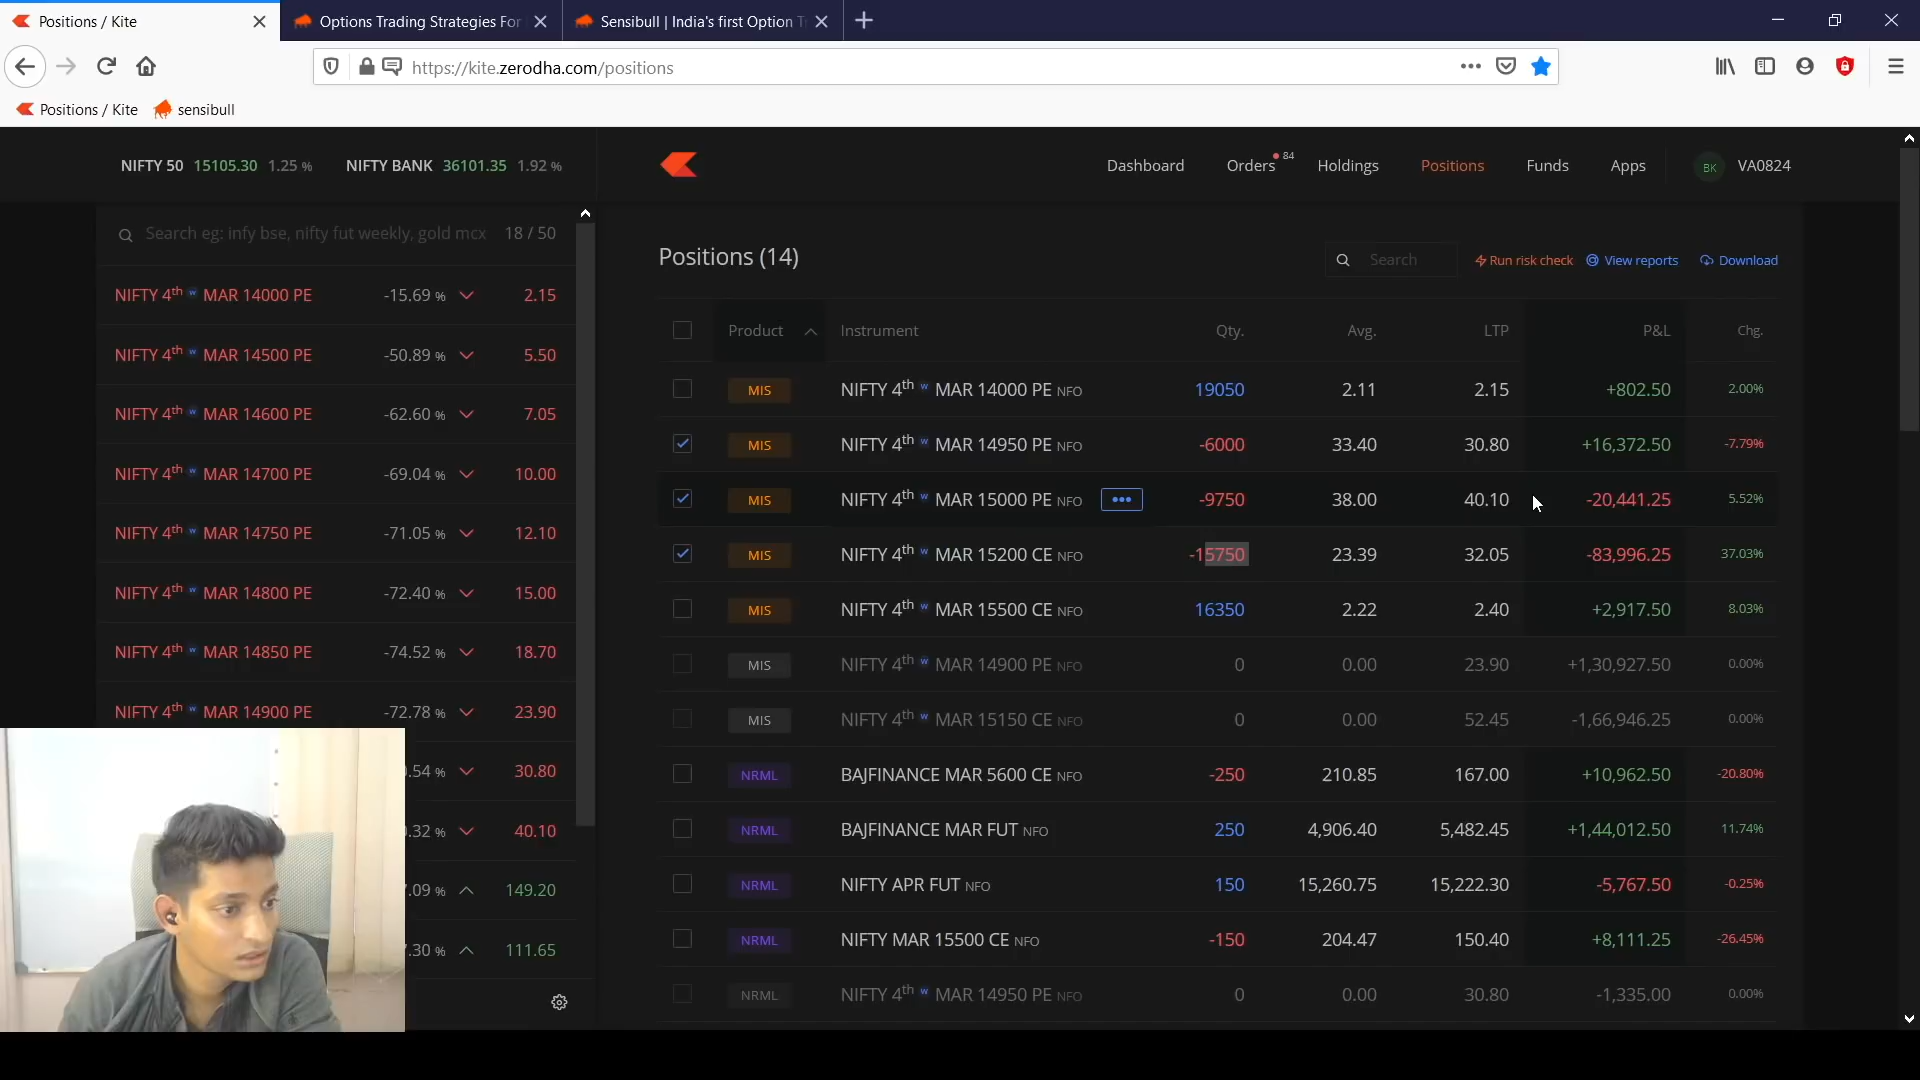 Positions / Kite
Options Trading Strategies For
Sensibull | India's first Option T
https://kite.zerodha.com/positions
Positions / Kite
sensibull
NIFTY 50 15105.30 1.25 %
NIFTY BANK 36101.35 1.92 %
Dashboard
Orders 84
Holdings
Positions
Funds
Apps
BK VA0824
Search eg: infy bse, nifty fut weekly, gold mcx 18 / 50
NIFTY 4th w MAR 14000 PE -15.69 % 2.15
NIFTY 4th w MAR 14500 PE -50.89 % 5.50
NIFTY 4th w MAR 14600 PE -62.60 % 7.05
NIFTY 4th w MAR 14700 PE -69.04 % 10.00
NIFTY 4th w MAR 14750 PE -71.05 % 12.10
NIFTY 4th w MAR 14800 PE -72.40 % 15.00
NIFTY 4th w MAR 14850 PE -74.52 % 18.70
NIFTY 4th w MAR 14900 PE -72.78 % 23.90
.54 % 30.80
.32 % 40.10
.09 % 149.20
.30 % 111.65
Positions (14)
Search
Run risk check
View reports
Download
Product Instrument Qty. Avg. LTP P&L Chg.
MIS NIFTY 4th w MAR 14000 PE NFO 19050 2.11 2.15 +802.50 2.00%
MIS NIFTY 4th w MAR 14950 PE NFO -6000 33.40 30.80 +16,372.50 -7.79%
MIS NIFTY 4th w MAR 15000 PE NFO ••• -9750 38.00 40.10 -20,441.25 5.52%
MIS NIFTY 4th w MAR 15200 CE NFO -15750 23.39 32.05 -83,996.25 37.03%
MIS NIFTY 4th w MAR 15500 CE NFO 16350 2.22 2.40 +2,917.50 8.03%
MIS NIFTY 4th w MAR 14900 PE NFO 0 0.00 23.90 +1,30,927.50 0.00%
MIS NIFTY 4th w MAR 15150 CE NFO 0 0.00 52.45 -1,66,946.25 0.00%
NRML BAJFINANCE MAR 5600 CE NFO -250 210.85 167.00 +10,962.50 -20.80%
NRML BAJFINANCE MAR FUT NFO 250 4,906.40 5,482.45 +1,44,012.50 11.74%
NRML NIFTY APR FUT NFO 150 15,260.75 15,222.30 -5,767.50 -0.25%
NRML NIFTY MAR 15500 CE NFO -150 204.47 150.40 +8,111.25 -26.45%
NRML NIFTY 4th w MAR 14950 PE NFO 0 0.00 30.80 -1,335.00 0.00%